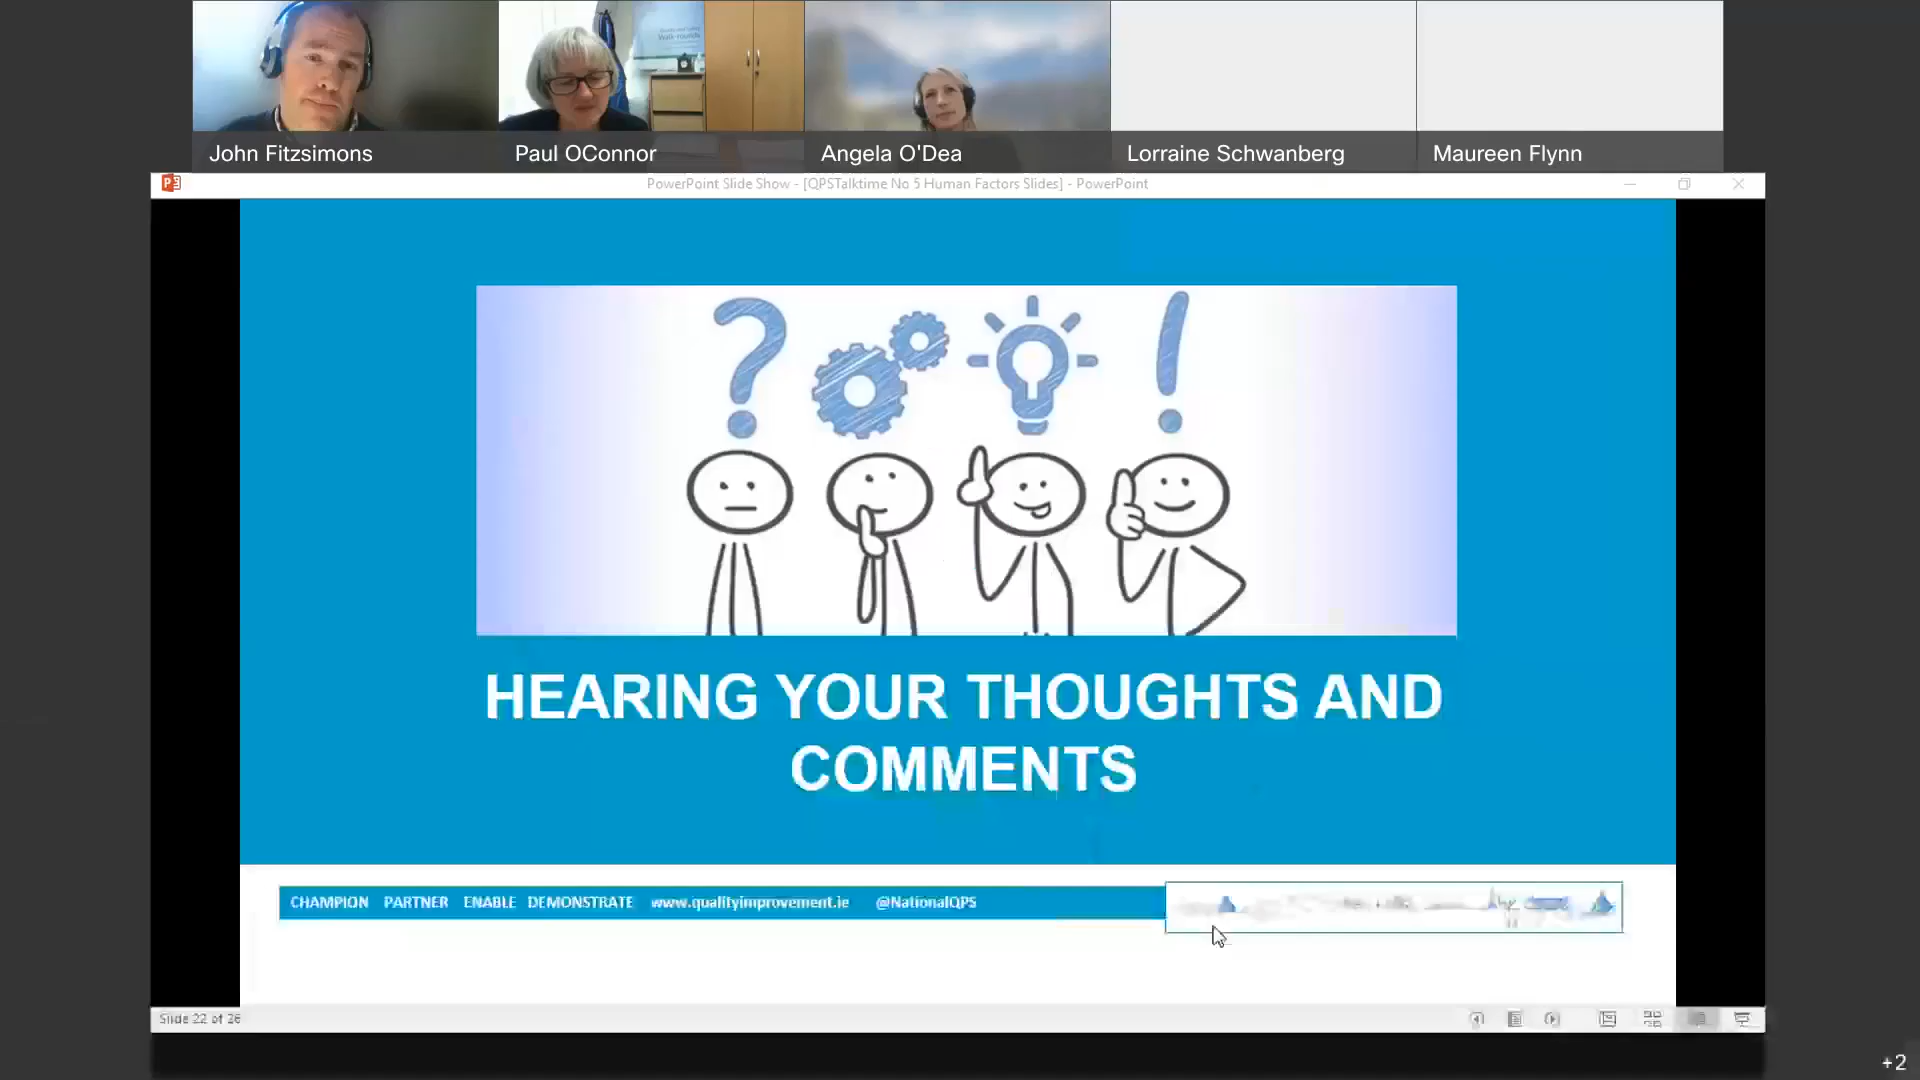 John Fitzsimons
Paul OConnor
Angela O'Dea
Lorraine Schwanberg
Maureen Flynn
PowerPoint Slide Show - [QPSTalktime No 5 Human Factors Slides] - PowerPoint
HEARING YOUR THOUGHTS AND
COMMENTS
CHAMPION PARTNER ENABLE DEMONSTRATE www.qualityimprovement.ie @NationalQPS
Slide 22 of 26
+2